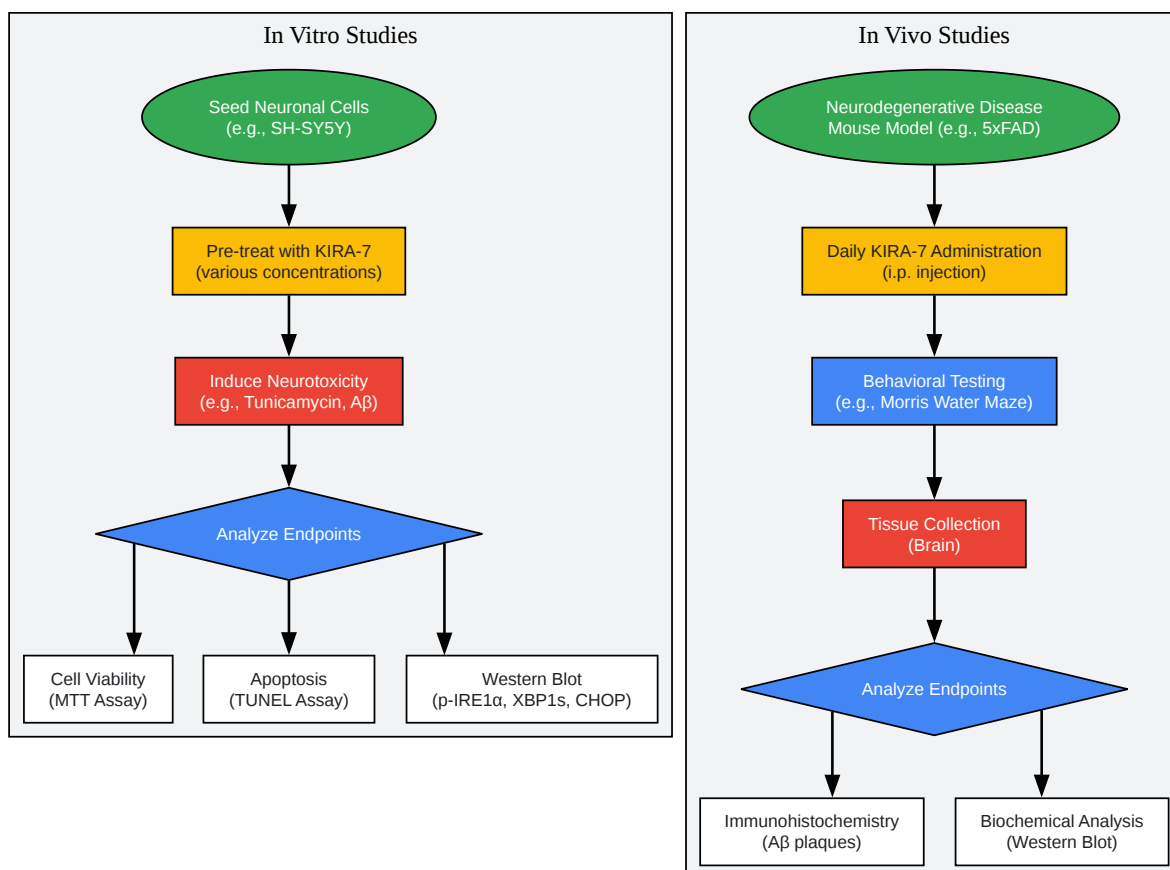 In Vitro Studies
Seed Neuronal Cells
(e.g., SH-SY5Y)
Pre-treat with KIRA-7
(various concentrations)
Induce Neurotoxicity
(e.g., Tunicamycin, Aβ)
Analyze Endpoints
Cell Viability
(MTT Assay)
Apoptosis
(TUNEL Assay)
Western Blot
(p-IRE1α, XBP1s, CHOP)
In Vivo Studies
Neurodegenerative Disease
Mouse Model (e.g., 5xFAD)
Daily KIRA-7 Administration
(i.p. injection)
Behavioral Testing
(e.g., Morris Water Maze)
Tissue Collection
(Brain)
Analyze Endpoints
Immunohistochemistry
(Aβ plaques)
Biochemical Analysis
(Western Blot)